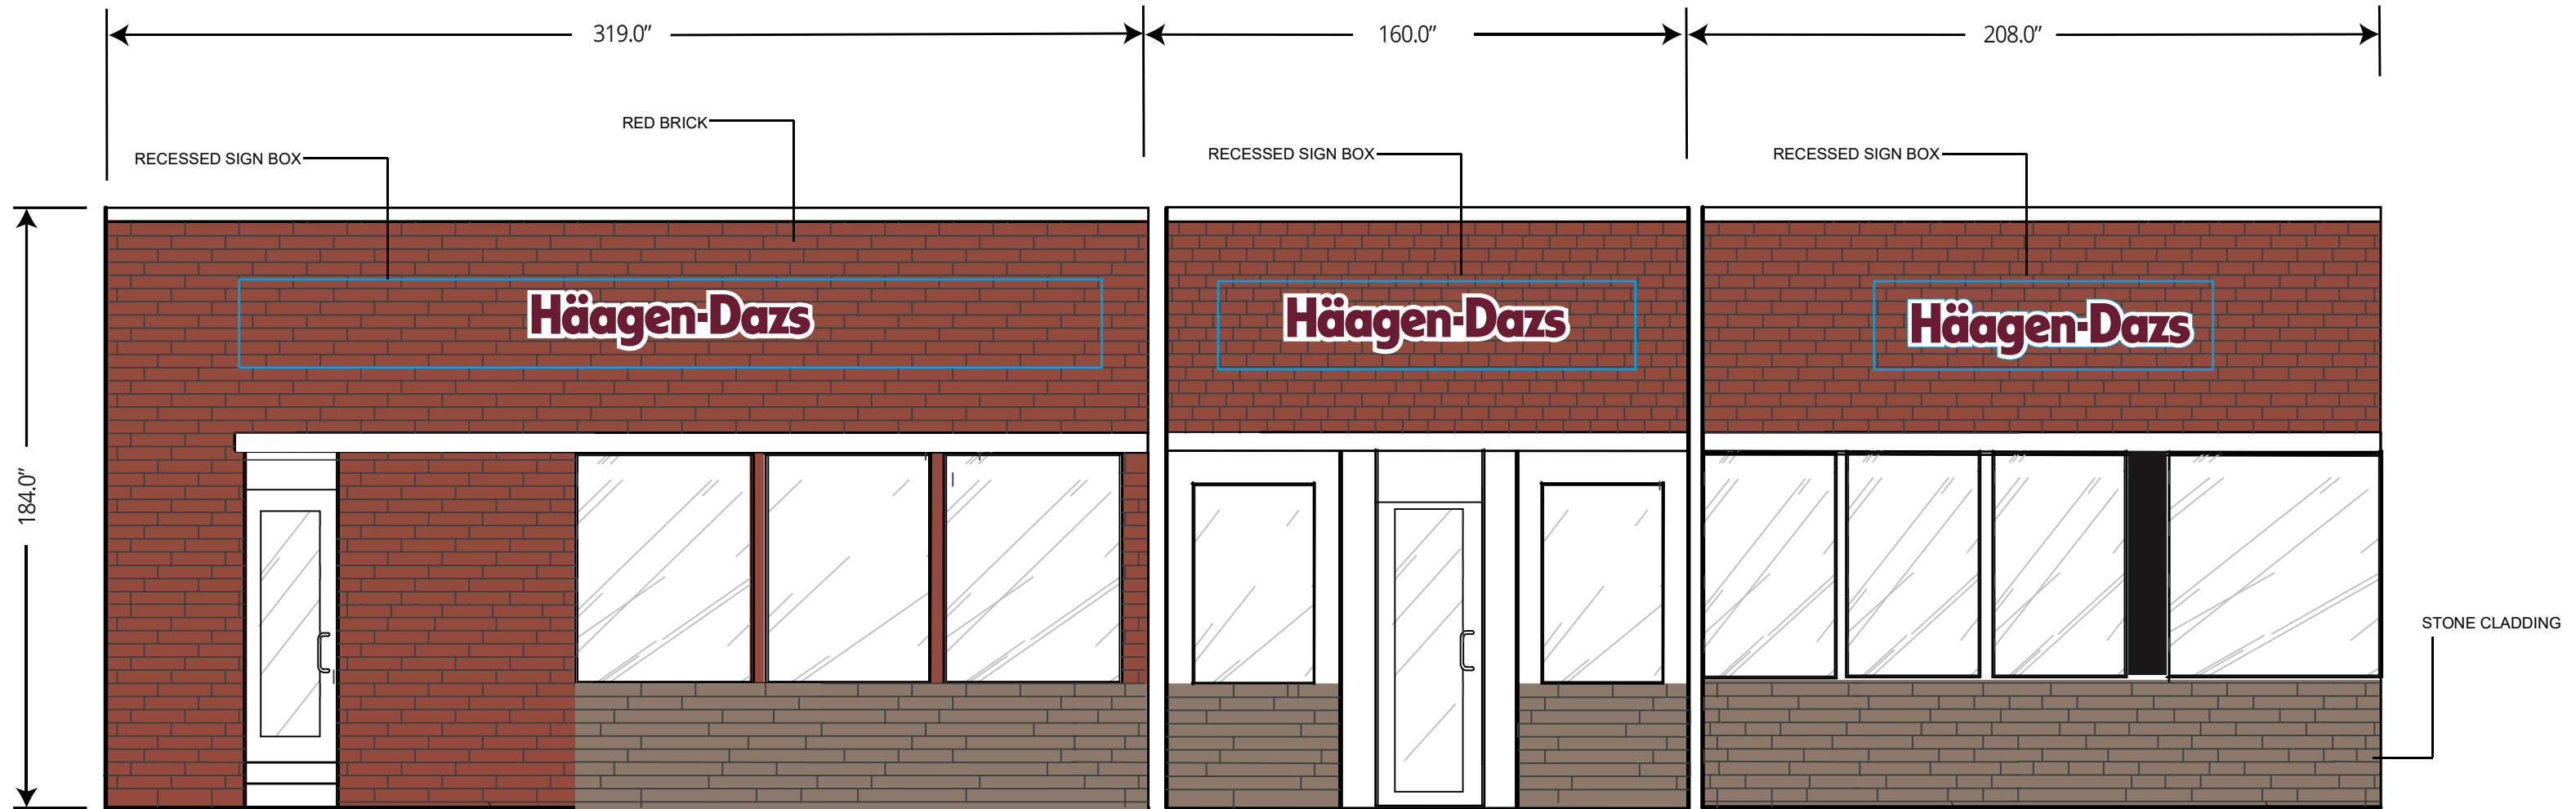 319.0”
160.0”
208.0”
RED BRICK
RECESSED SIGN BOX
RECESSED SIGN BOX
RECESSED SIGN BOX
Häagen-Dazs
Häagen-Dazs
Häagen-Dazs
184.0”
STONE CLADDING